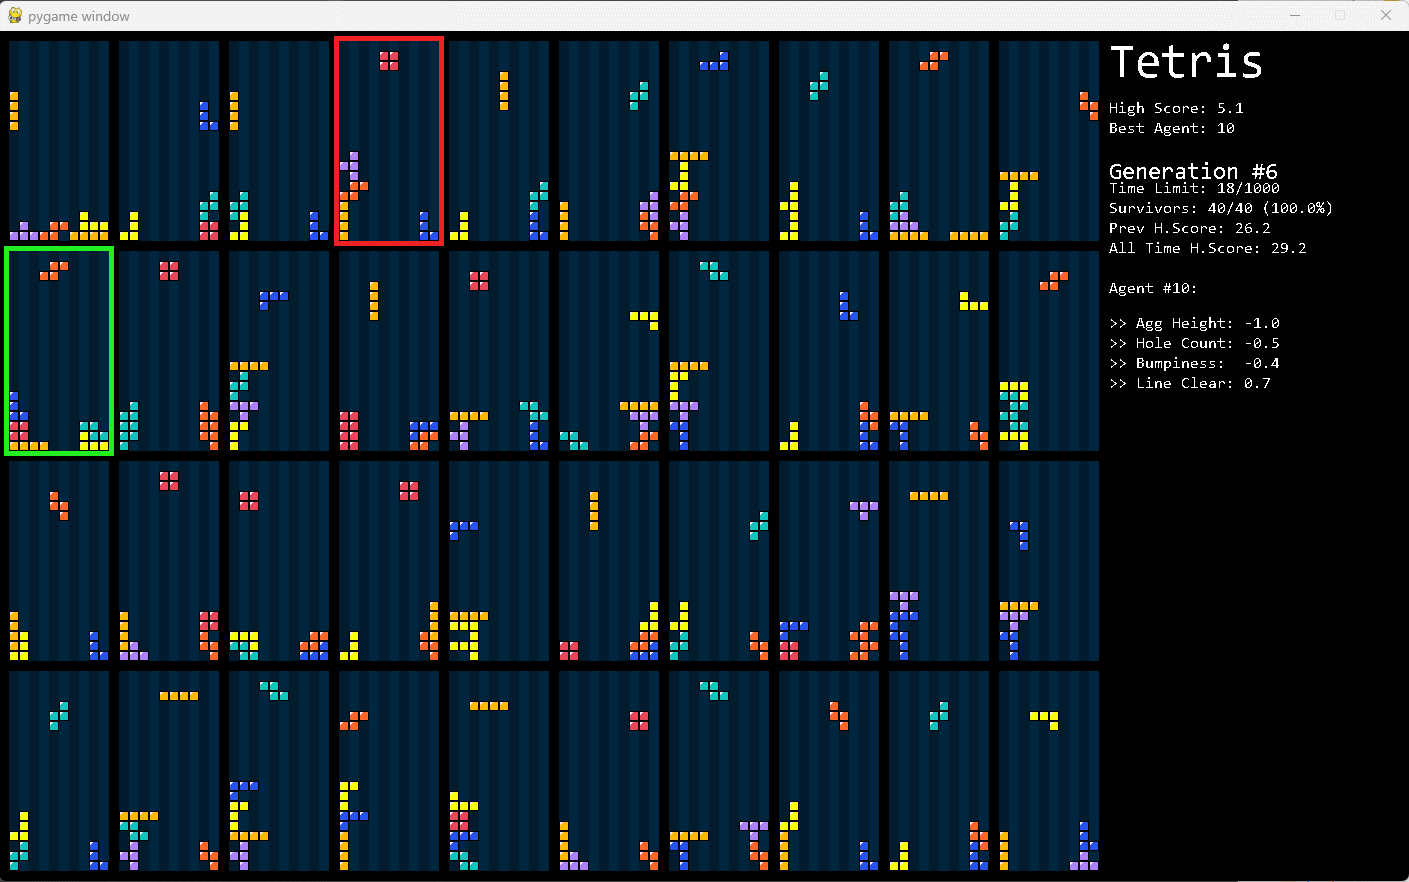 pygame window
Tetris
High Score: 5.1
Best Agent: 10
Generation #6
Time Limit: 18/1000
Survivors: 40/40 (100.0%)
Prev H.Score: 26.2
All Time H.Score: 29.2
Agent #10:
>> Agg Height: -1.0
>> Hole Count: -0.5
>> Bumpiness: -0.4
>> Line Clear: 0.7